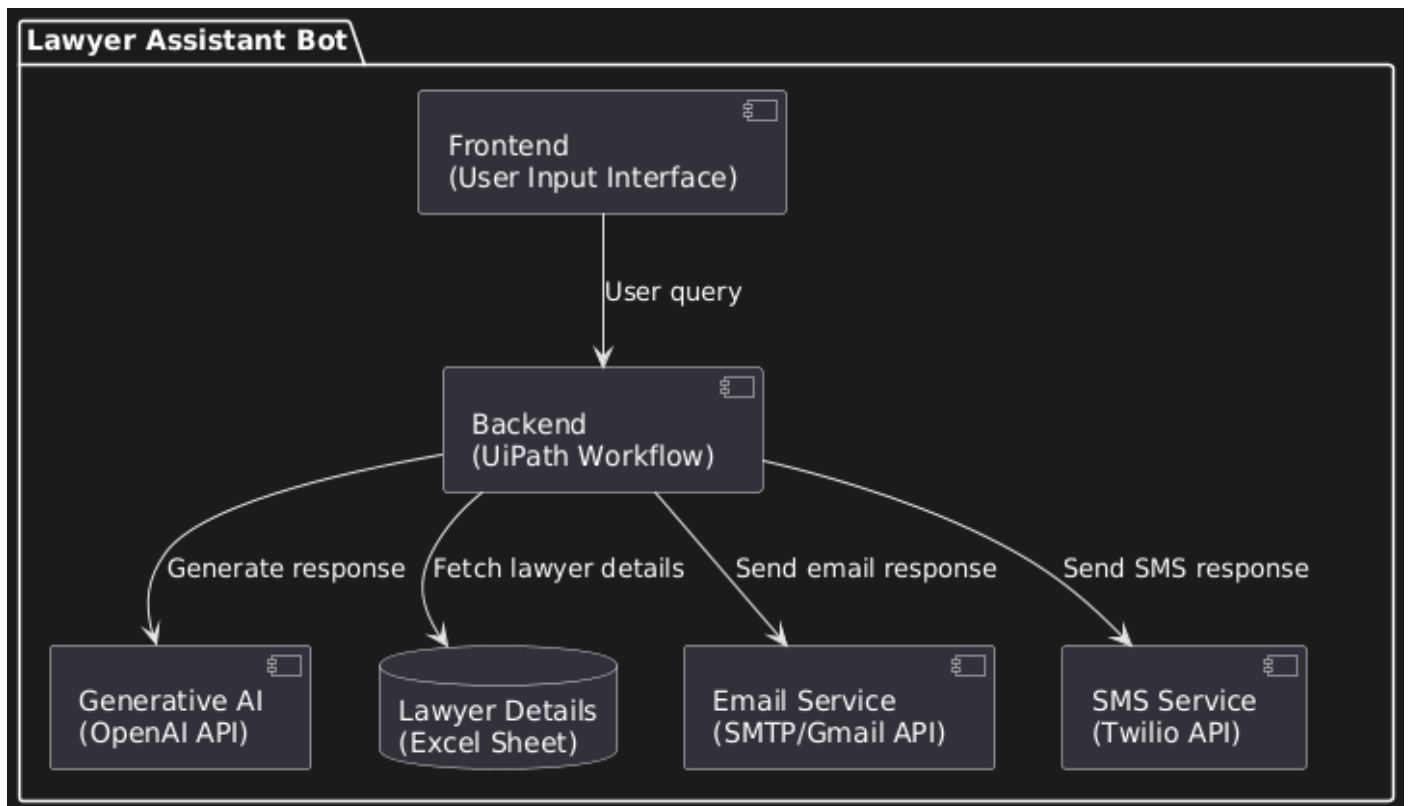 Lawyer Assistant Bot
Frontend
(User Input Interface)
User query
Backend
(UiPath Workflow)
Generate response
Fetch lawyer details
Send email response
Send SMS response
Generative AI
(OpenAI API)
Lawyer Details
(Excel Sheet)
Email Service
(SMTP/Gmail API)
SMS Service
(Twilio API)